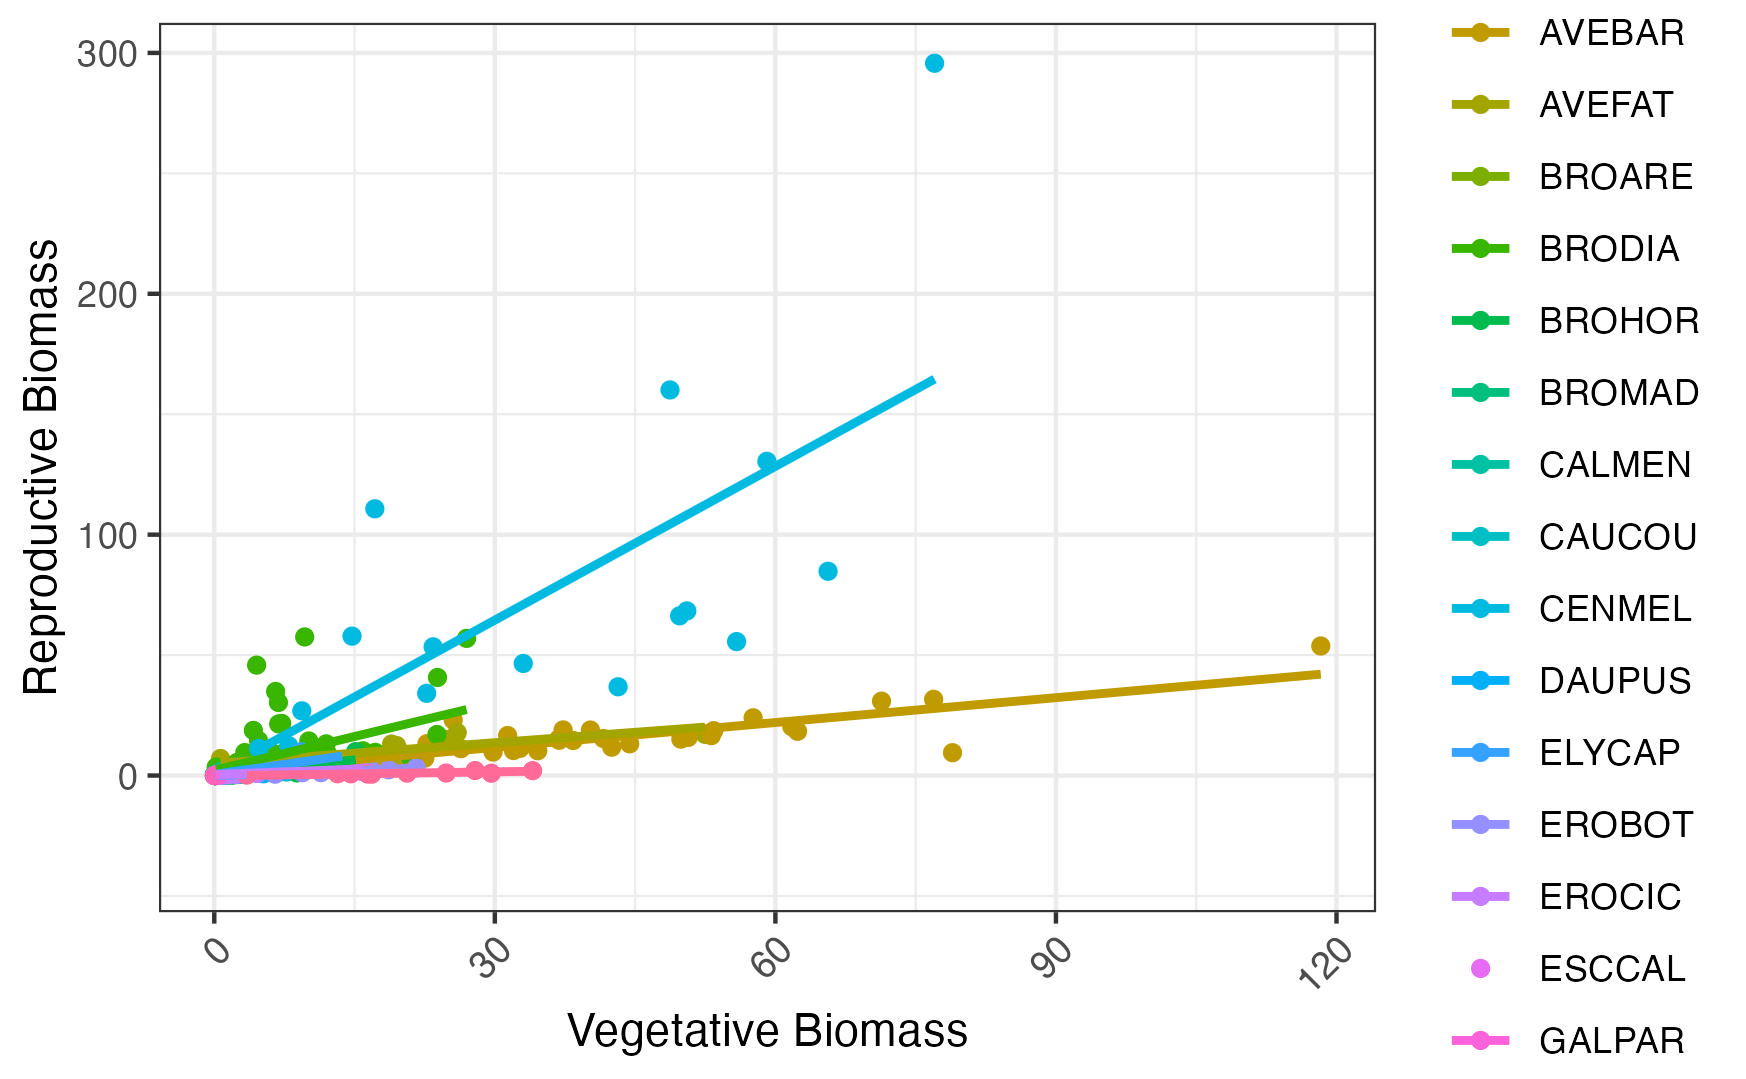 300
200
100
0
Reproductive Biomass
0
30
60
90
120
Vegetative Biomass
AVEBAR
AVEFAT
BROARE
BRODIA
BROHOR
BROMAD
CALMEN
CAUCOU
CENMEL
DAUPUS
ELYCAP
EROBOT
EROCIC
ESCCAL
GALPAR